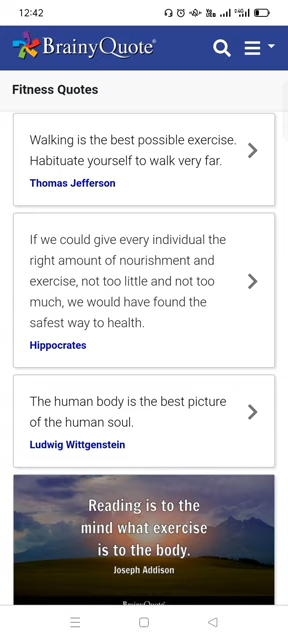 12:42
BrainyQuote®
Fitness Quotes
Walking is the best possible exercise.
Habituate yourself to walk very far.
Thomas Jefferson
If we could give every individual the
right amount of nourishment and
exercise, not too little and not too
much, we would have found the
safest way to health.
Hippocrates
The human body is the best picture
of the human soul.
Ludwig Wittgenstein
Reading is to the
mind what exercise
is to the body.
Joseph Addison
BrainyQuote